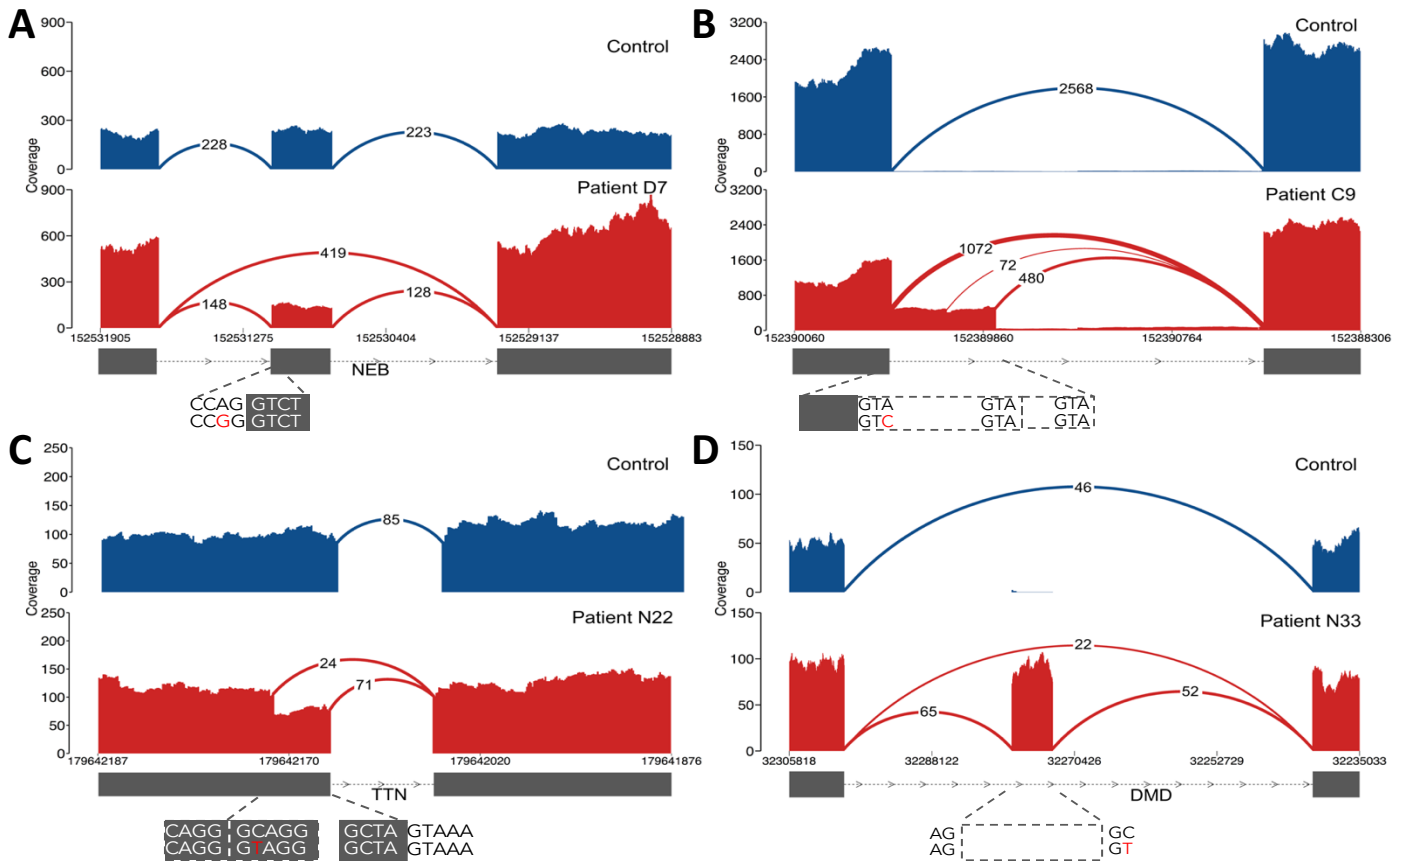 A
900
600
300
0
Coverage
Control
228
223
Patient D7
900
600
300
0
419
148
128
152531905
152531275
152530404
152529137
152528883
NEB
CCAG GTCT
CCGG GTCT
B
3200
2400
1600
800
0
Coverage
Control
2568
Patient C9
3200
2400
1600
800
0
1072
72
480
152390060
152389860
152390764
152388306
GTA GTA GTA
GTC GTA GTA
C
250
200
150
100
50
0
Coverage
Control
85
Patient N22
250
200
150
100
50
0
24
71
179642187
179642170
179642020
179641876
TTN
CAGG GCAGG GCTA GTAAA
CAGG GTAGG GCTA GTAAA
D
150
100
50
0
Coverage
Control
46
Patient N33
150
100
50
0
22
65
52
32305818
32288122
32270426
32252729
32235033
DMD
AG GC
AG GT